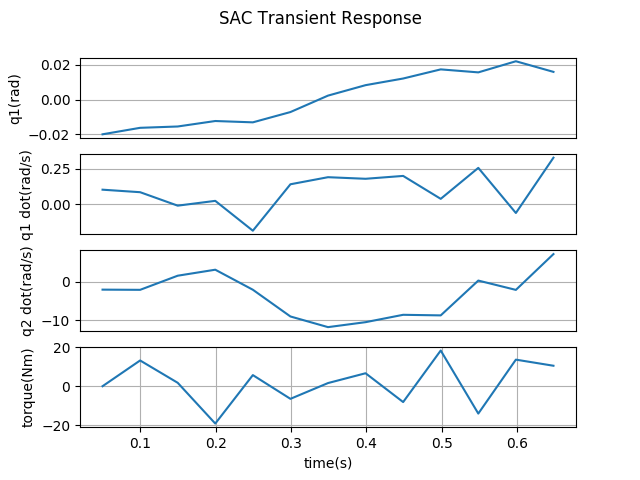 SAC Transient Response
q1(rad)
0.02
0.00
−0.02
q1 dot(rad/s)
0.25
0.00
q2 dot(rad/s)
0
−10
torque(Nm)
20
0
−20
0.1 0.2 0.3 0.4 0.5 0.6
time(s)